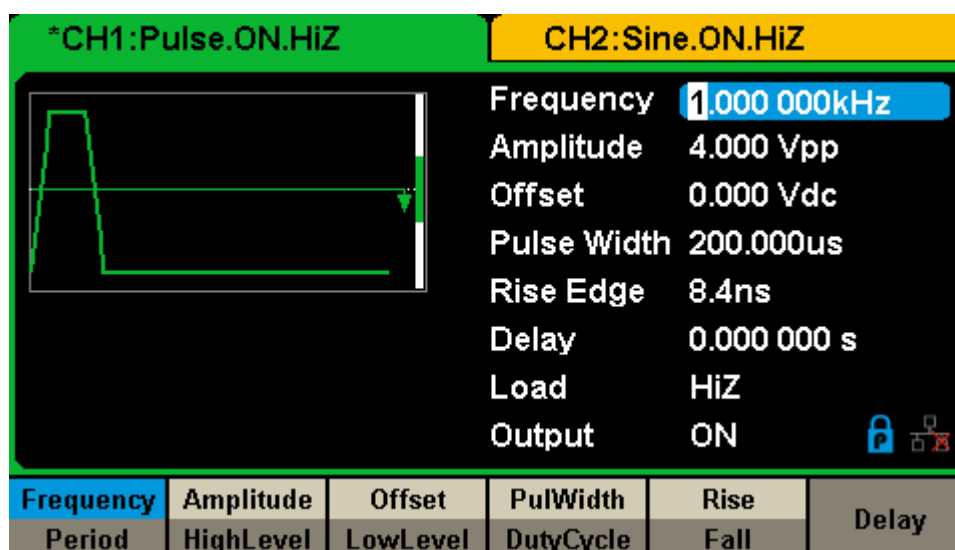 *CH1:Pulse.ON.HiZ CH2:Sine.ON.HiZ
Frequency 1.000 000kHz
Amplitude 4.000 Vpp
Offset 0.000 Vdc
Pulse Width 200.000us
Rise Edge 8.4ns
Delay 0.000 000 s
Load HiZ
Output ON P
Frequency Amplitude Offset PulWidth Rise Delay
Period HighLevel LowLevel DutyCycle Fall